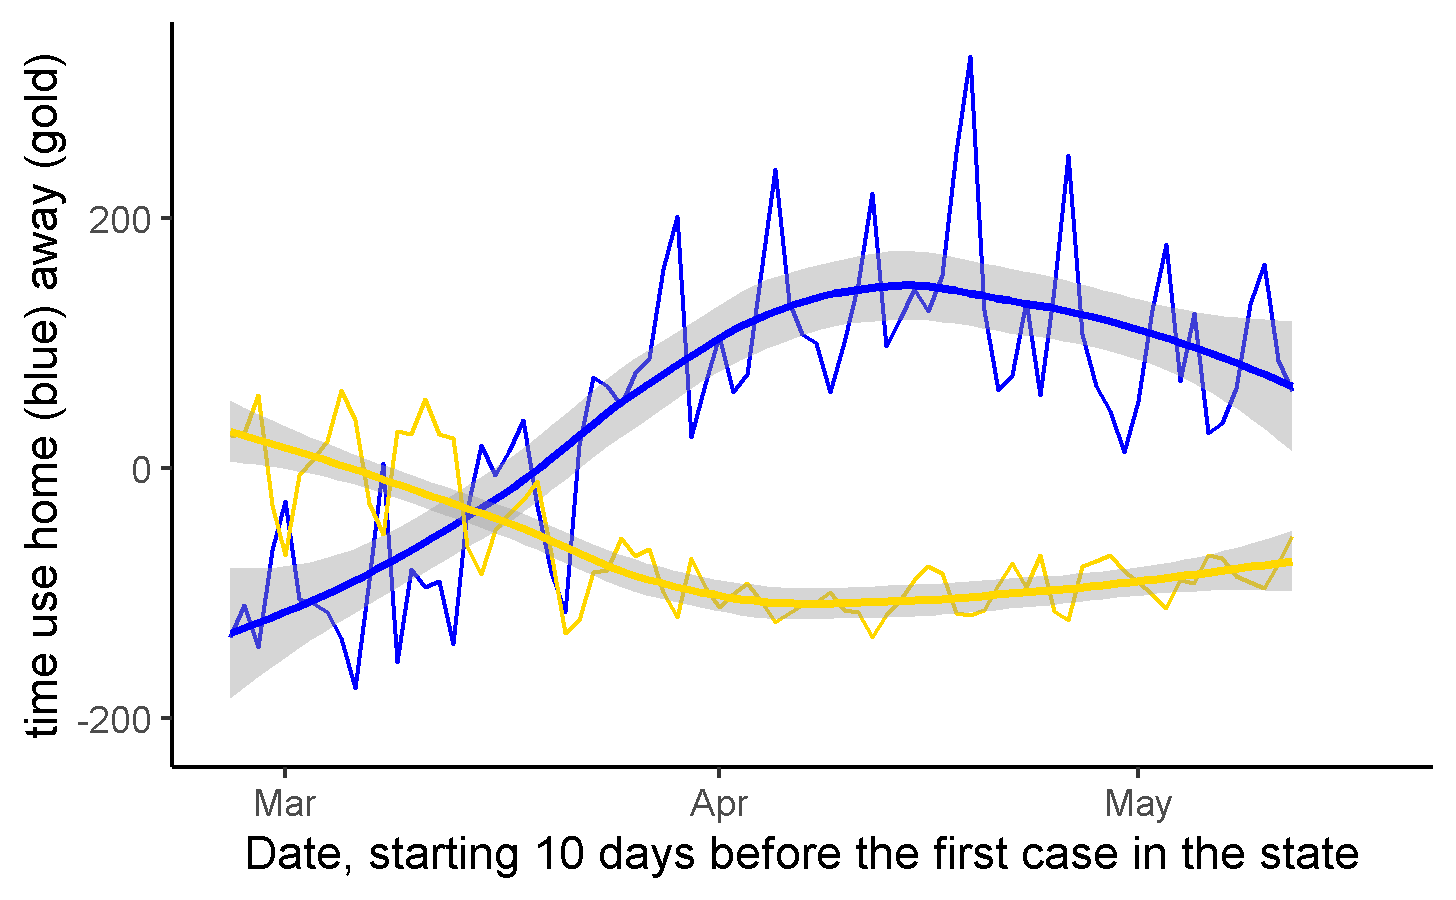 time use home (blue) away (gold)
200
0
-200
Mar Apr May
Date, starting 10 days before the first case in the state